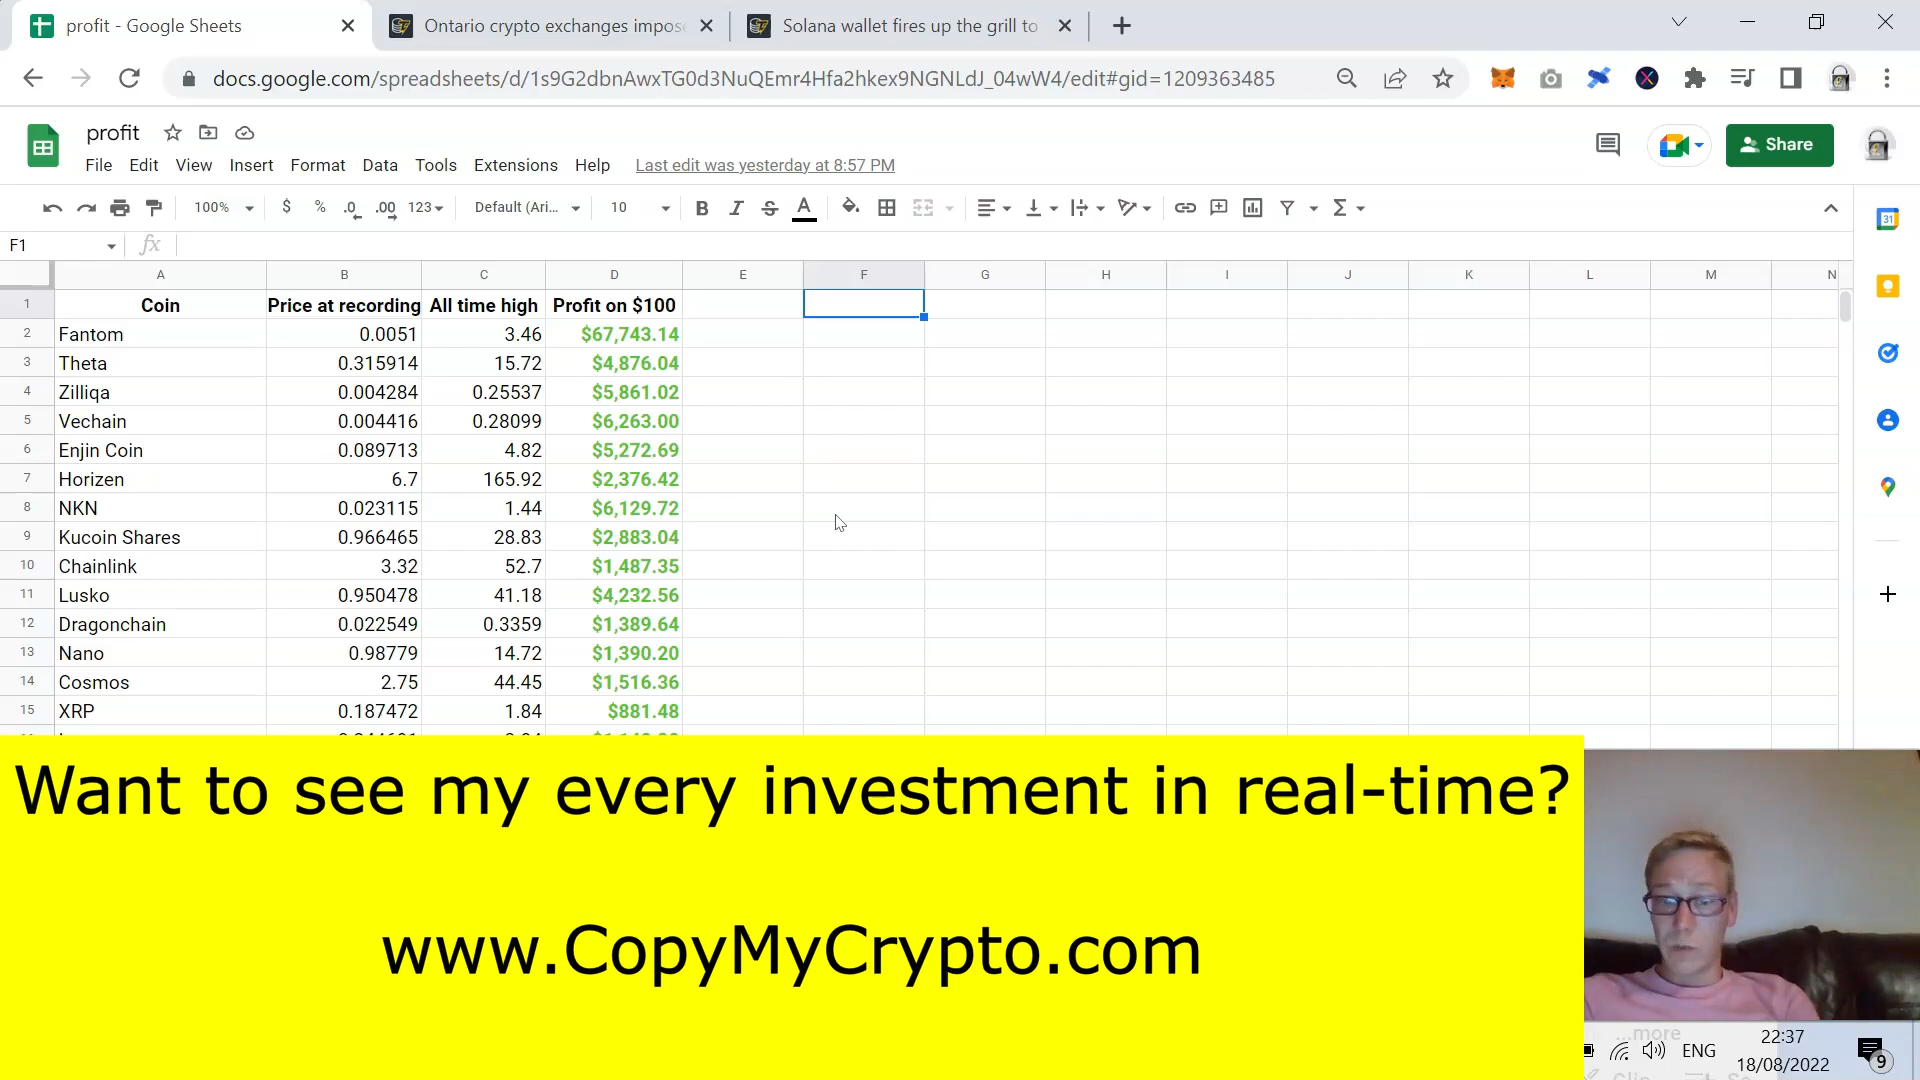 profit - Google Sheets
Ontario crypto exchanges impose
Solana wallet fires up the grill to
docs.google.com/spreadsheets/d/1s9G2dbnAwxTG0d3NuQEmr4Hfa2hkex9NGNLdJ_04wW4/edit#gid=1209363485
profit
File Edit View Insert Format Data Tools Extensions Help Last edit was yesterday at 8:57 PM
Share
100% $ % .0 .00 123 Default (Ari... 10 B I S A
31
F1 fx
A B C D E F G H I J K L M N
1 Coin Price at recording All time high Profit on $100
2 Fantom 0.0051 3.46 $67,743.14
3 Theta 0.315914 15.72 $4,876.04
4 Zilliqa 0.004284 0.25537 $5,861.02
5 Vechain 0.004416 0.28099 $6,263.00
6 Enjin Coin 0.089713 4.82 $5,272.69
7 Horizen 6.7 165.92 $2,376.42
8 NKN 0.023115 1.44 $6,129.72
9 Kucoin Shares 0.966465 28.83 $2,883.04
10 Chainlink 3.32 52.7 $1,487.35
11 Lusko 0.950478 41.18 $4,232.56
12 Dragonchain 0.022549 0.3359 $1,389.64
13 Nano 0.98779 14.72 $1,390.20
14 Cosmos 2.75 44.45 $1,516.36
15 XRP 0.187472 1.84 $881.48
Want to see my every investment in real-time?
www.CopyMyCrypto.com
...more
ENG 22:37
18/08/2022 9